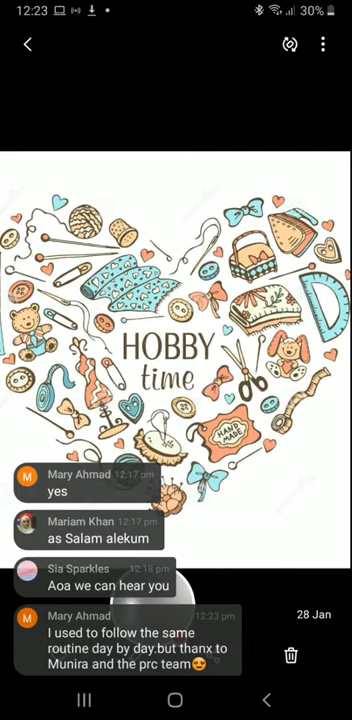 12:23
30%
HOBBY
time
HAND
MADE
Mary Ahmad 12:17 pm
yes
Mariam Khan 12:17 pm
as Salam alekum
Sia Sparkles 12:18 pm
Aoa we can hear you
Mary Ahmad 12:23 pm
I used to follow the same
routine day by day.but thanx to
Munira and the prc team😍
28 Jan